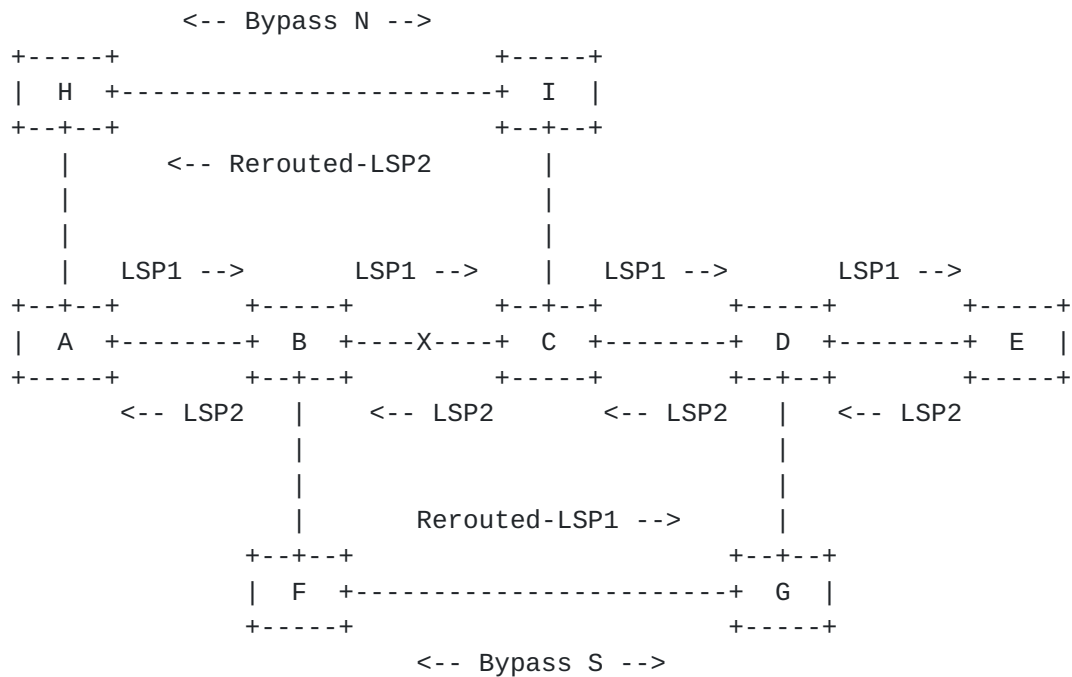 <-- Bypass N -->
+-----+                        +-----+
|  H  +------------------------+  I  |
+--+--+                        +--+--+
   |      <-- Rerouted-LSP2       |
   |                              |
   |                              |
   |   LSP1 -->       LSP1 -->    |   LSP1 -->       LSP1 -->
+--+--+        +-----+         +--+--+        +-----+        +-----+
|  A  +--------+  B  +----X----+  C  +--------+  D  +--------+  E  |
+-----+        +--+--+         +-----+        +--+--+        +-----+
       <-- LSP2   |   <-- LSP2       <-- LSP2   |   <-- LSP2
                  |                              |
                  |                              |
                  |       Rerouted-LSP1 -->      |
               +--+--+                        +--+--+
               |  F  +------------------------+  G  |
               +-----+                        +-----+
                          <-- Bypass S -->